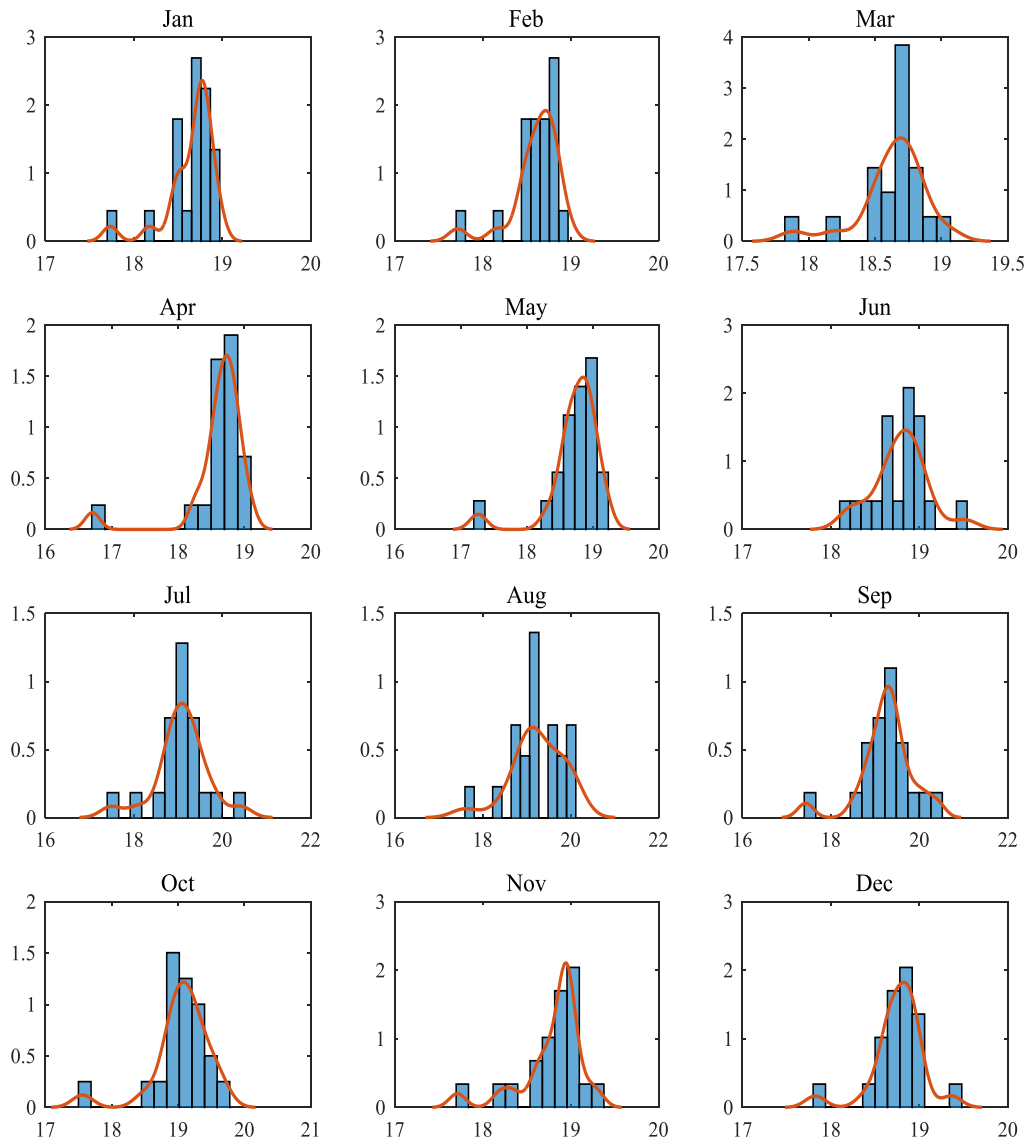 Jan Feb Mar
3 3 4
3
2 2
2
1 1
1
0 0 0
17 18 19 20 17 18 19 20 17.5 18 18.5 19 19.5
Apr May Jun
2 2 3
1.5 1.5
2
1 1
1
0.5 0.5
0 0 0
16 17 18 19 20 16 17 18 19 20 17 18 19 20
Jul Aug Sep
1.5 1.5 1.5
1 1 1
0.5 0.5 0.5
0 0 0
16 18 20 22 16 18 20 22 16 18 20 22
Oct Nov Dec
2 3 3
1.5
2 2
1
1 1
0.5
0 0 0
17 18 19 20 21 17 18 19 20 17 18 19 20